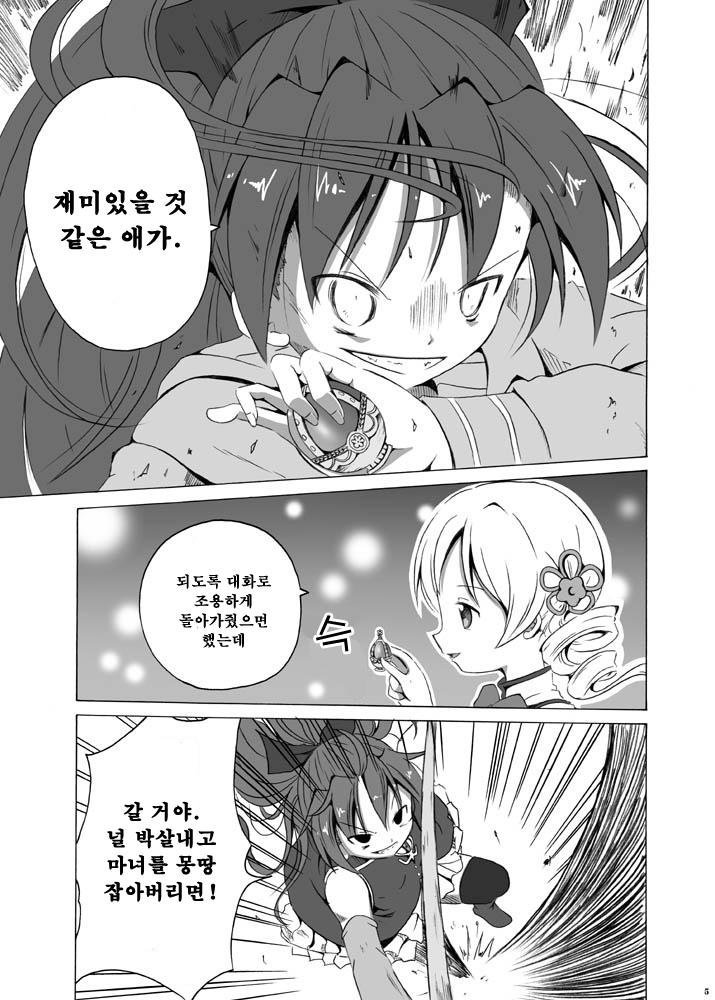 재미있을 것
같은 애가.
되도록 대화로
조용하게
돌아가줬으면
했는데
슥
갈 거야.
널 박살내고
마녀를 몽땅
잡아버리면!
5